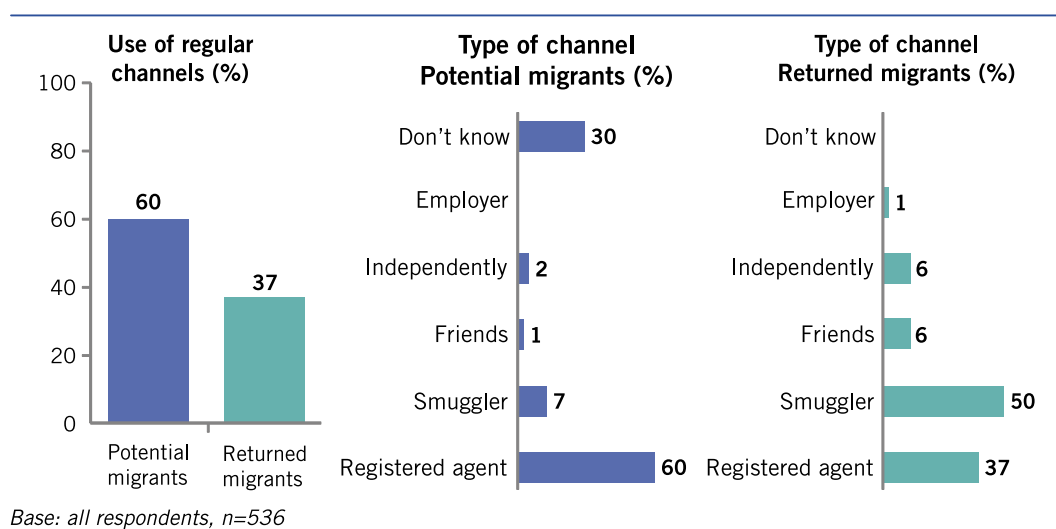 Use of regular
channels (%)
100
80
60
40
20
0
60
37
Potential
migrants
Returned
migrants
Type of channel
Potential migrants (%)
Don't know 30
Employer
Independently 2
Friends 1
Smuggler 7
Registered agent 60
Type of channel
Returned migrants (%)
Don't know
Employer 1
Independently 6
Friends 6
Smuggler 50
Registered agent 37
Base: all respondents, n=536